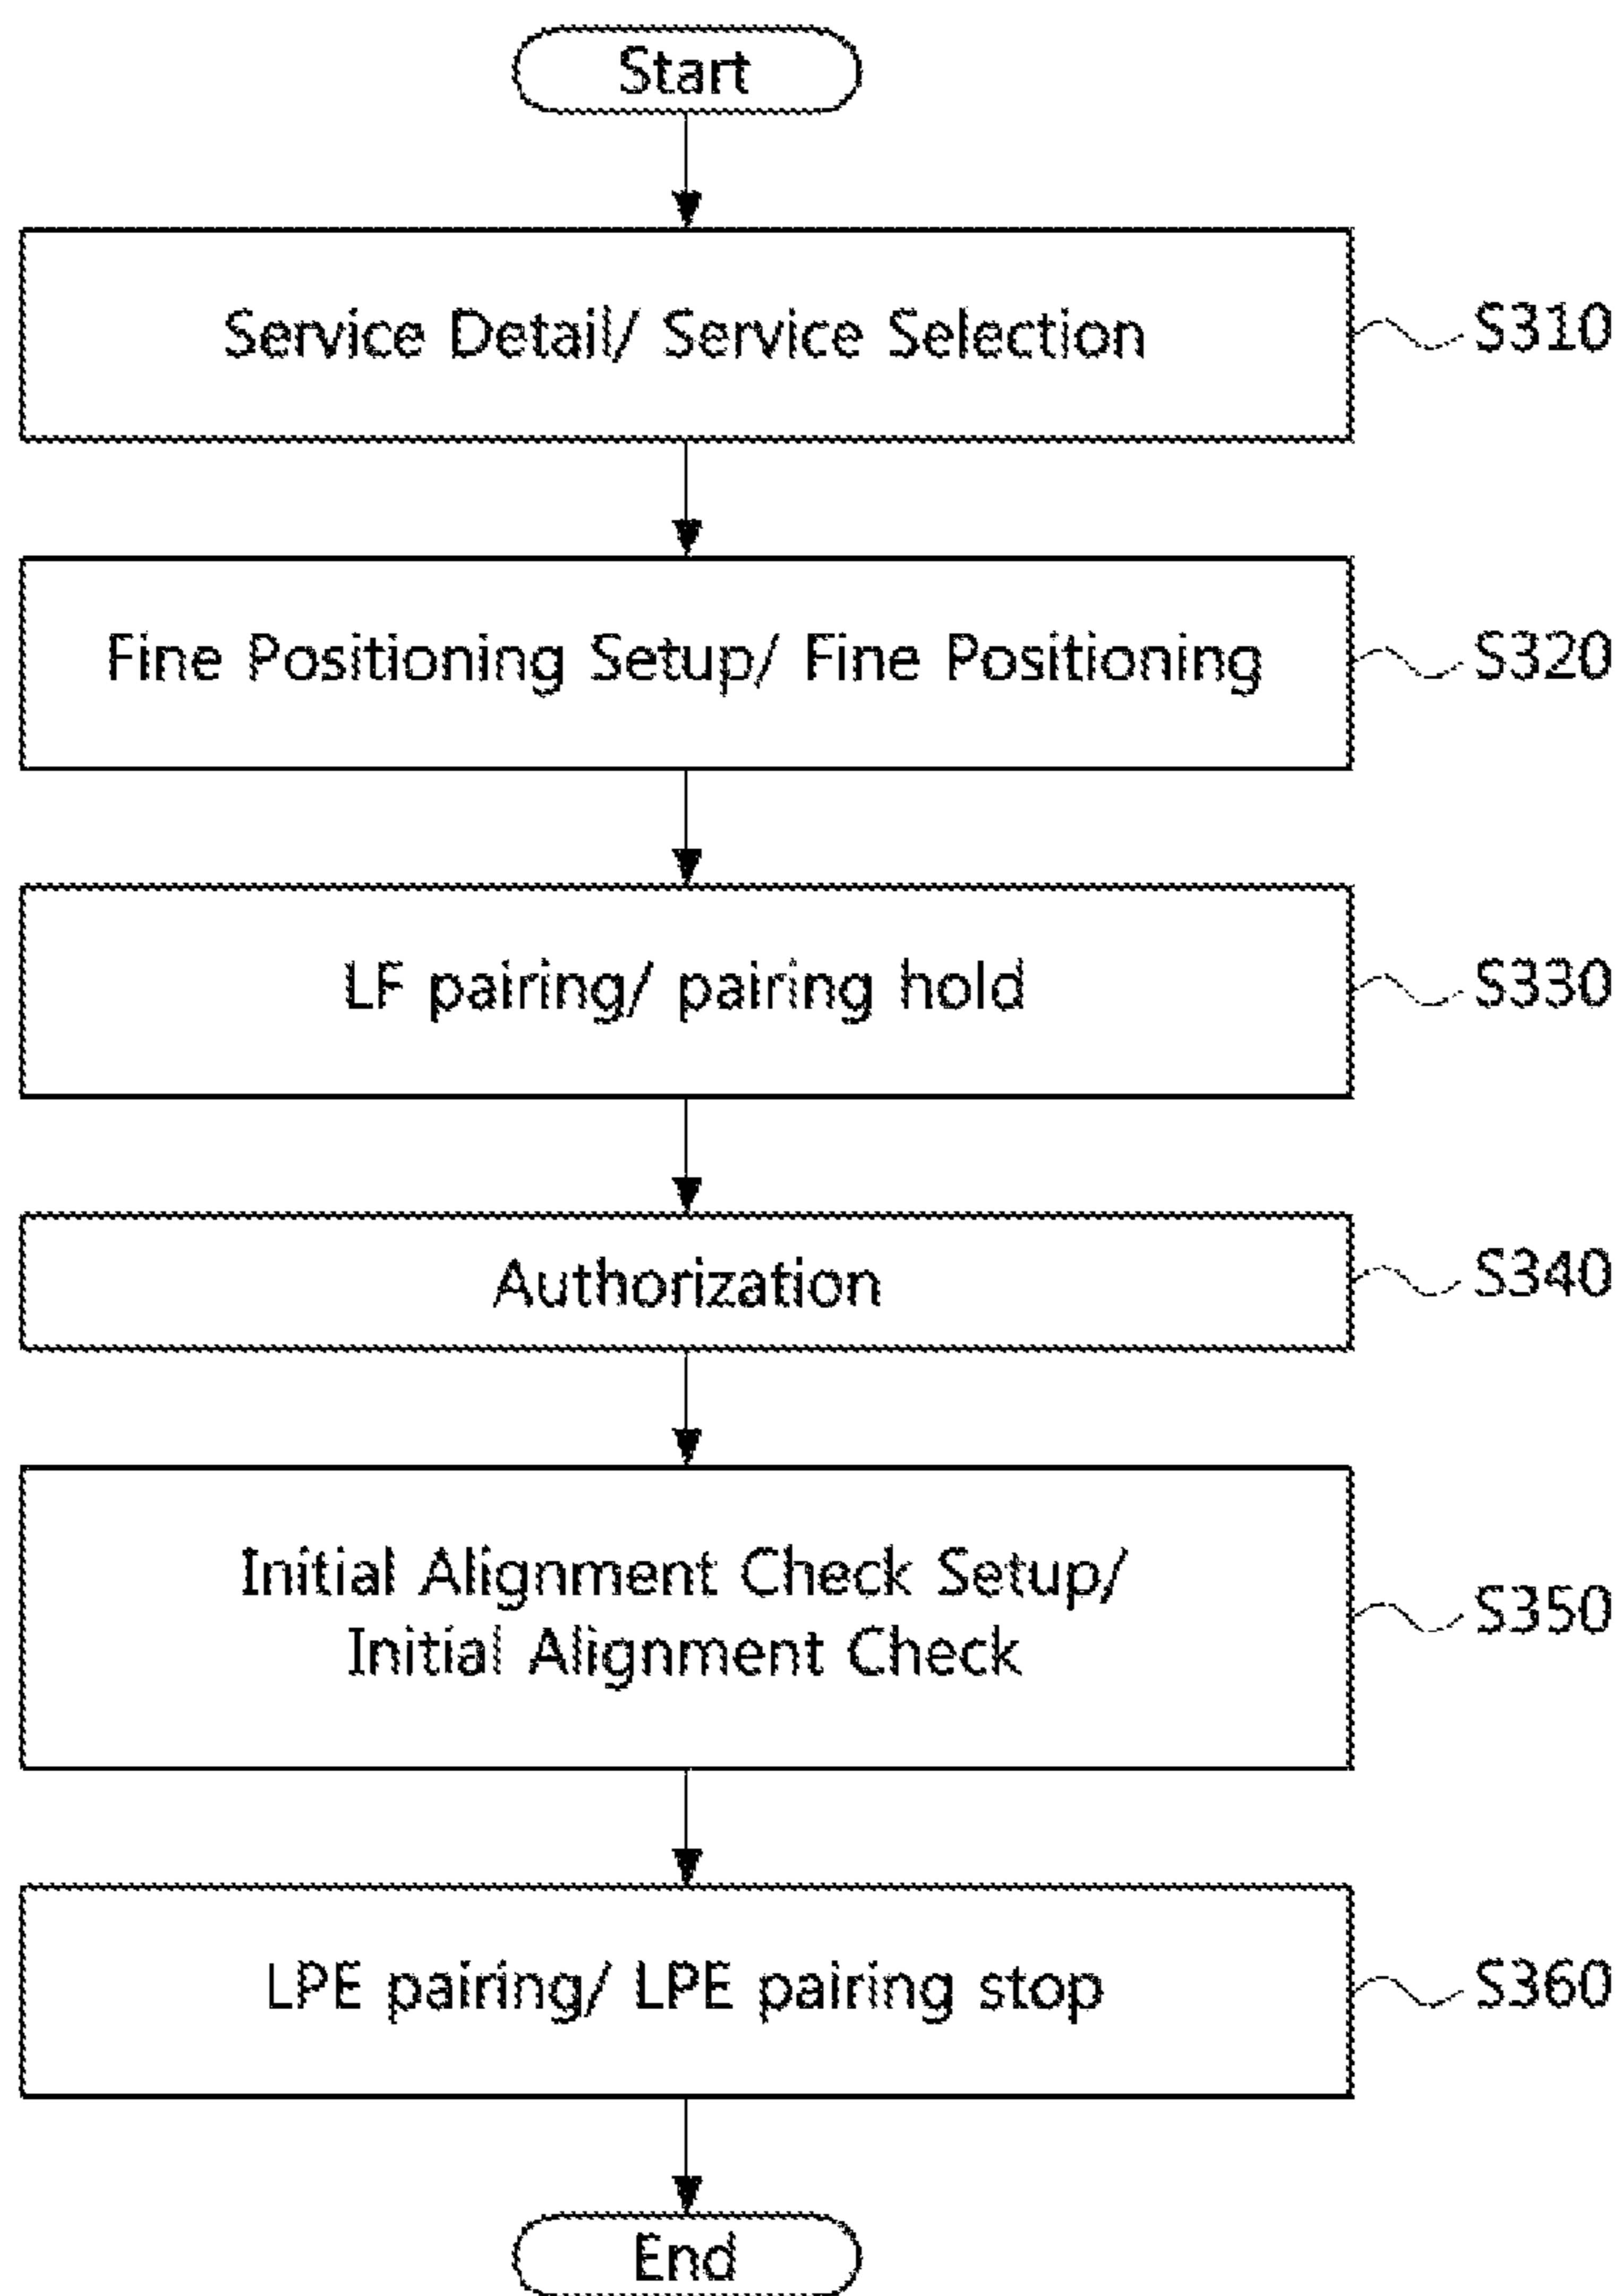 Start
Service Detail/ Service Selection
S310
Fine Positioning Setup/ Fine Positioning
S320
LF pairing/ pairing hold
S330
Authorization
S340
Initial Alignment Check Setup/
Initial Alignment Check
S350
LPE pairing/ LPE pairing stop
S360
End